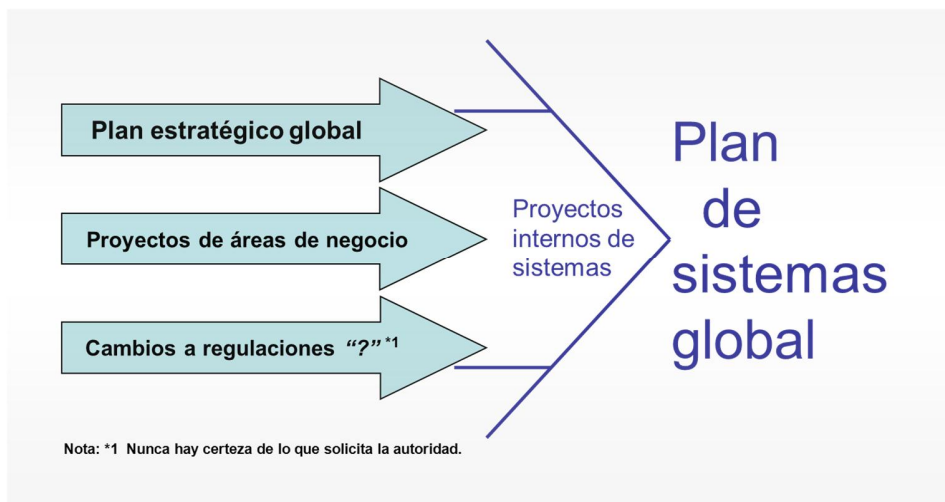 Plan estratégico global
Proyectos de áreas de negocio
Cambios a regulaciones “?” *1
Proyectos
internos de
sistemas
Plan
de
sistemas
global
Nota: *1 Nunca hay certeza de lo que solicita la autoridad.